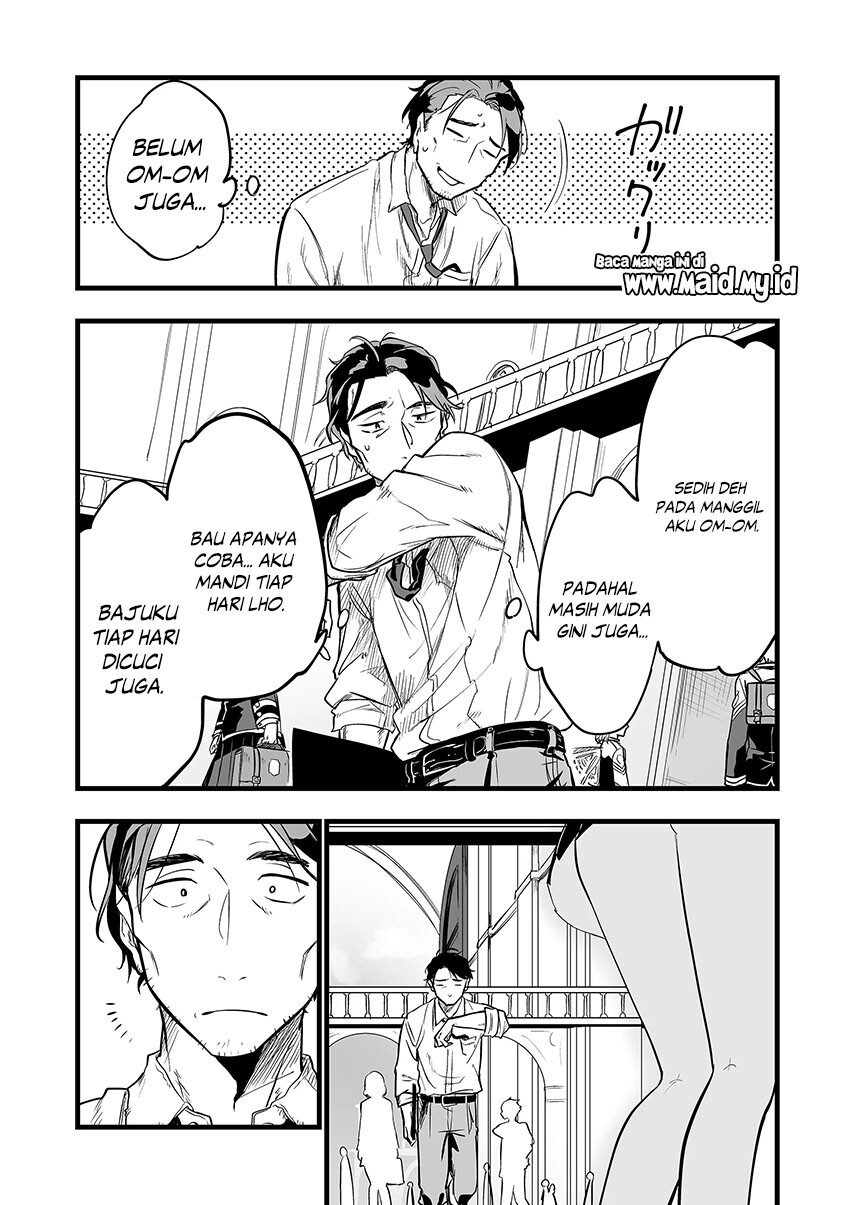 BELUM
OM-OM
JUGA...
ガックリ
Baca Manga ini di
www.Maid.My.id
SEDIH DEH
PADA MANGGIL
AKU OM-OM.
PADAHAL
MASIH MUDA
GINI JUGA...
BAU APANYA
COBA... AKU
MANDI TIAP
HARI LHO.
BAJUKU
TIAP HARI
DICUCI
JUGA.